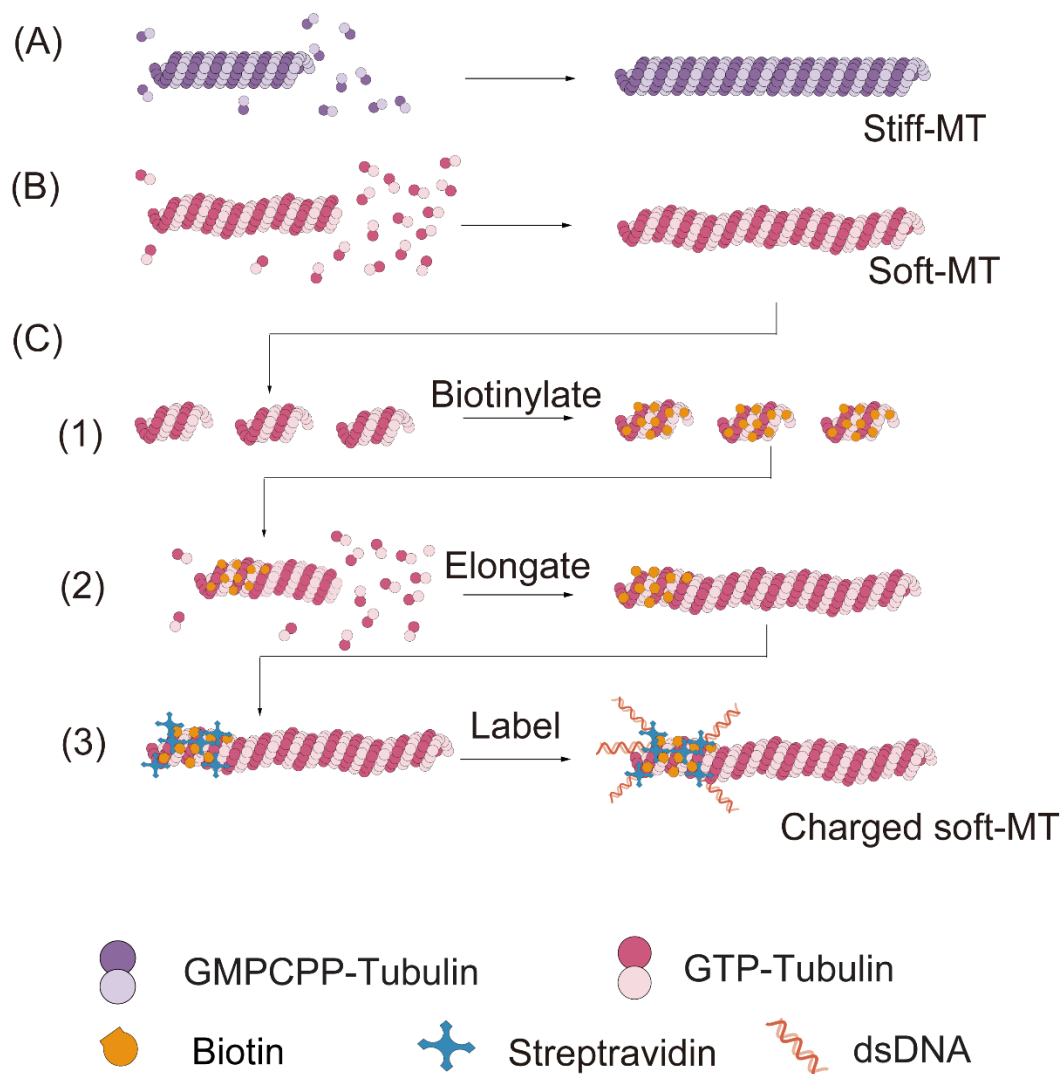 (A)
Stiff-MT
(B)
Soft-MT
(C)
Biotinylate
(1)
Elongate
(2)
Label
(3)
Charged soft-MT
GMPCPP-Tubulin
GTP-Tubulin
Biotin
Streptravidin
dsDNA